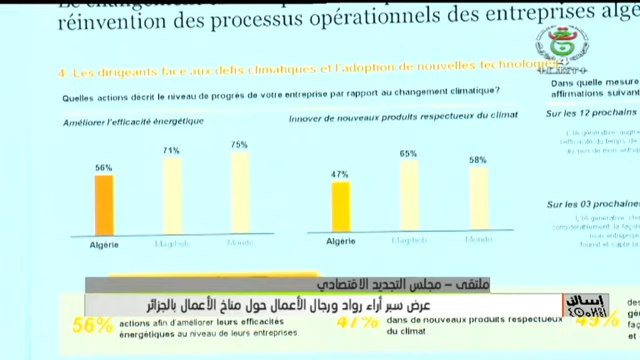 réinvention des processus opérationnels des entreprises algé
4. Les dirigeants face aux défis climatiques et l'adoption de nouvelles technologies
Quelles actions décrit le niveau de progrès de votre entreprise par rapport au changement climatique?
Dans quelle mesure
affirmations suivant
Améliorer l'efficacité énergétique
Innover de nouveaux produits respectueux du climat
Sur les 12 prochains
56%
71%
75%
47%
65%
58%
Algérie
Maghreb
Monde
Algérie
Maghreb
Monde
Sur les 03 prochaines
ملتقى - مجلس التجديد الاقتصادي
عرض سبر أراء رواد ورجال الأعمال حول مناخ الأعمال بالجزائر
56%
actions afin d'améliorer leurs efficacités
énergétiques au niveau de leurs entreprises.
47%
dans de nouveaux produits respectueux
du climat.